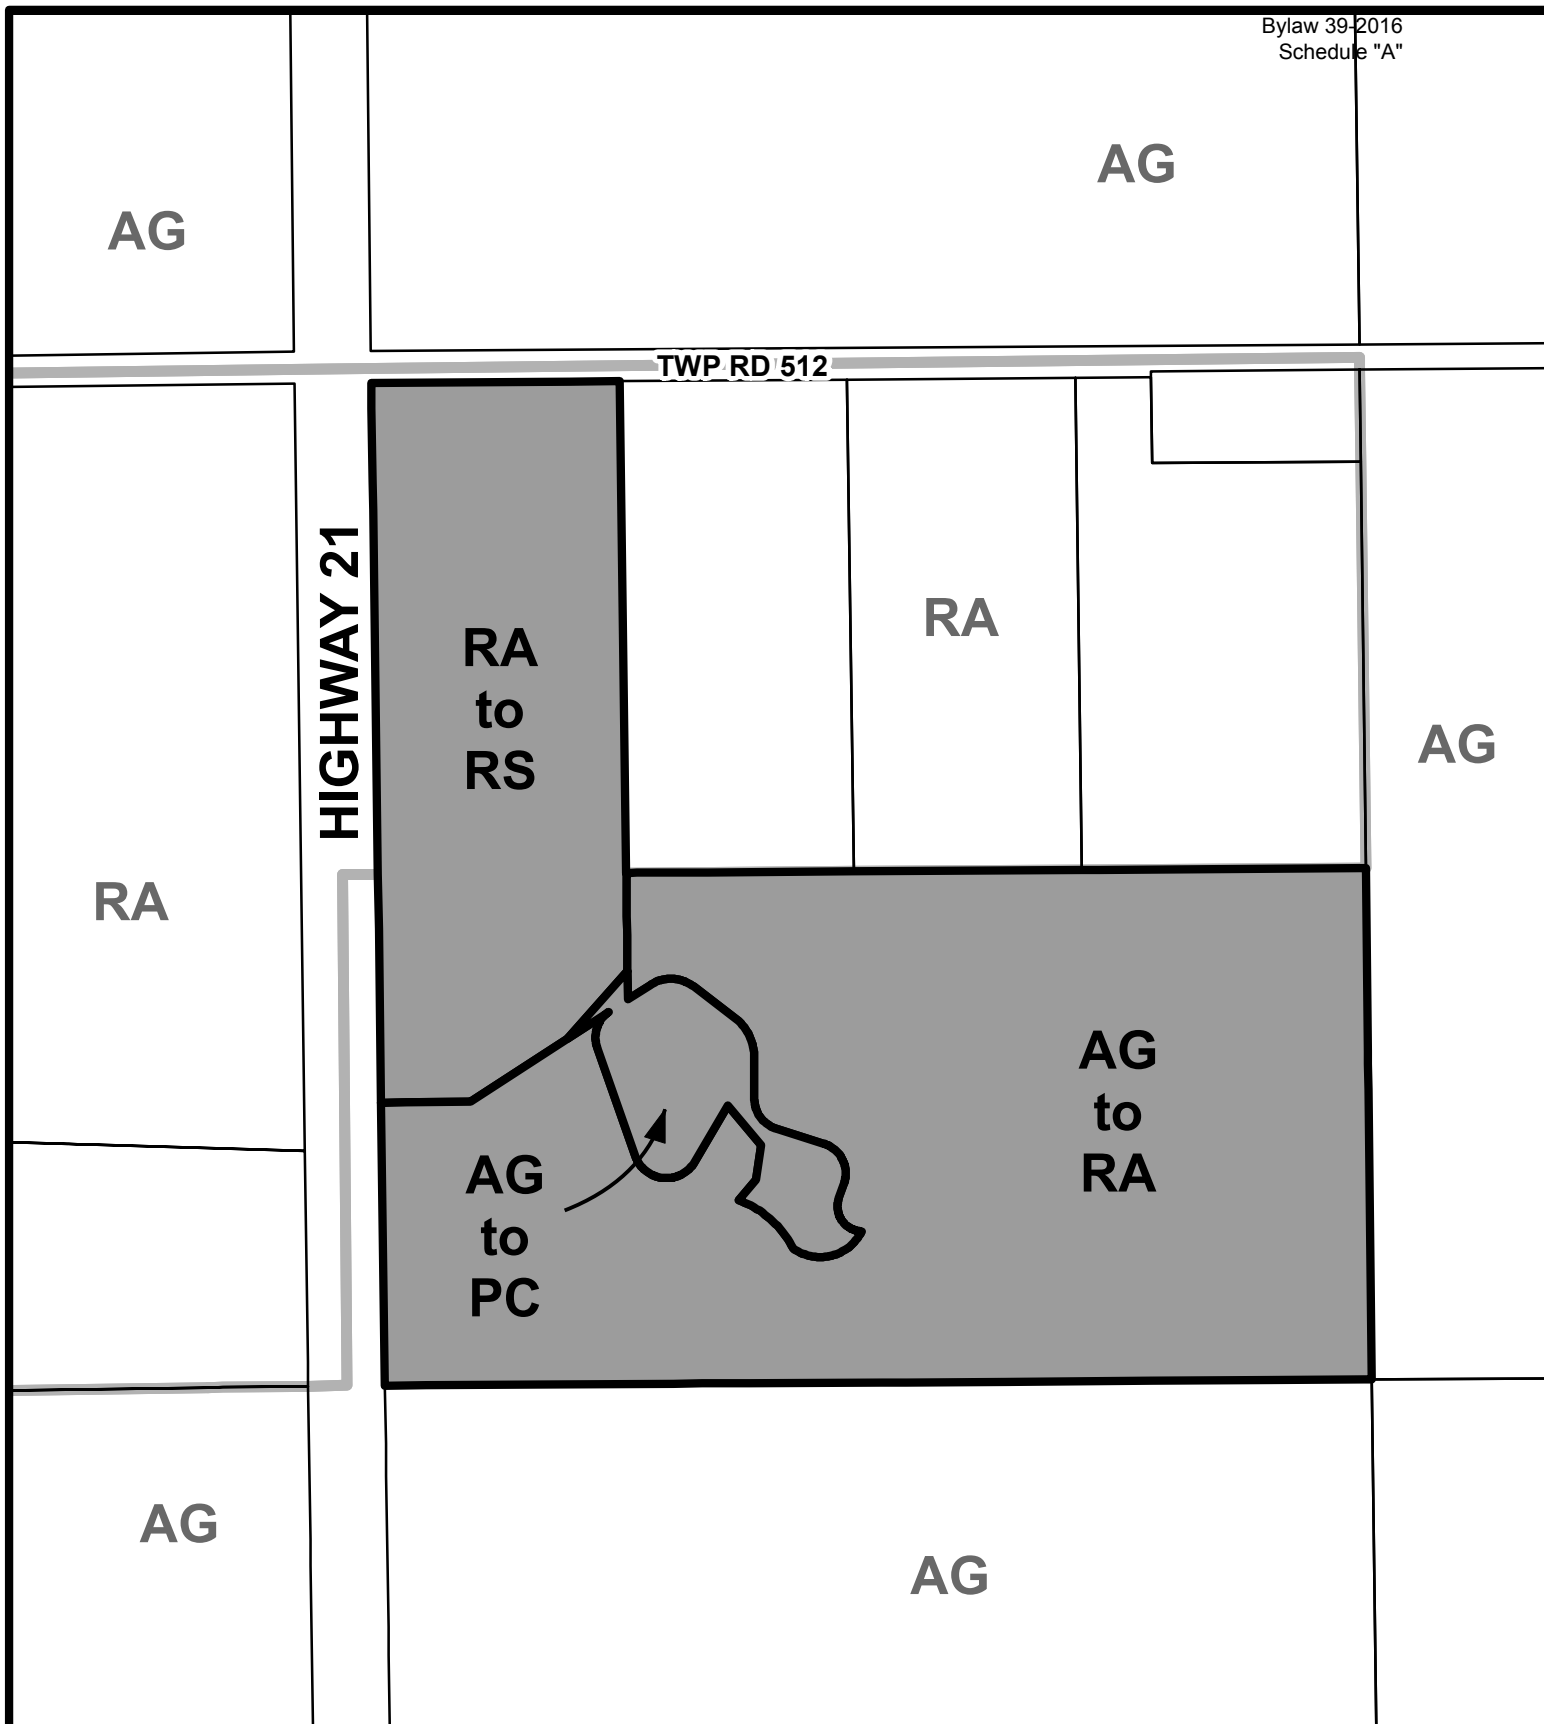 Bylaw 39-2016
Schedule "A"
AG
AG
TWP RD 512
HIGHWAY 21
RA
to
RS
RA
AG
RA
AG
to
RA
AG
to
PC
AG
AG